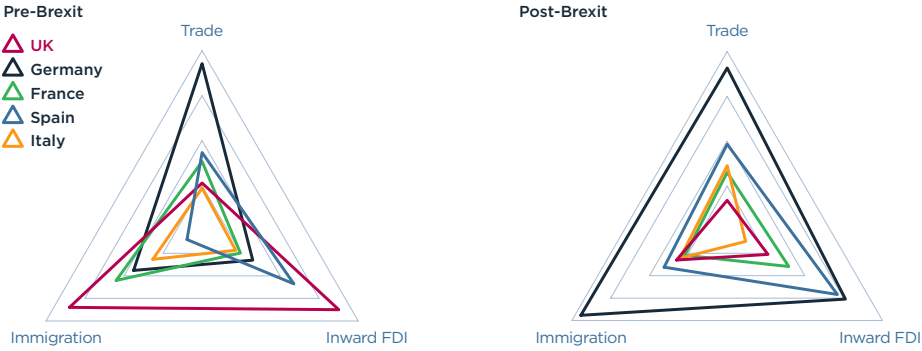 Pre-Brexit
Trade
UK
Germany
France
Spain
Italy
Immigration
Inward FDI
Post-Brexit
Trade
Immigration
Inward FDI